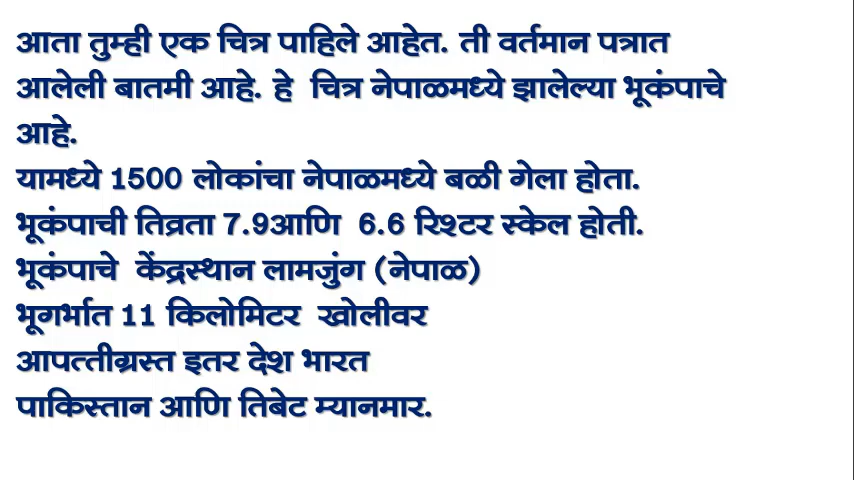 आता तुम्ही एक चित्र पाहिले आहेत. ती वर्तमान पत्रात
आलेली बातमी आहे. हे चित्र नेपाळमध्ये झालेल्या भूकंपाचे
आहे.
यामध्ये 1500 लोकांचा नेपाळमध्ये बळी गेला होता.
भूकंपाची तिव्रता 7.9आणि 6.6 रिश्टर स्केल होती.
भूकंपाचे केंद्रस्थान लामजुंग (नेपाळ)
भूगर्भात 11 किलोमिटर खोलीवर
आपत्तीग्रस्त इतर देश भारत
पाकिस्तान आणि तिबेट म्यानमार.